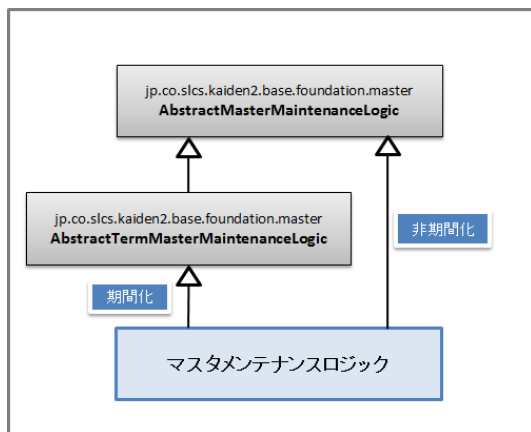 jp.co.slcs.kaiden2.base.foundation.master
AbstractMasterMaintenanceLogic
jp.co.slcs.kaiden2.base.foundation.master
AbstractTermMasterMaintenanceLogic
非期間化
期間化
マスタメンテナンスロジック